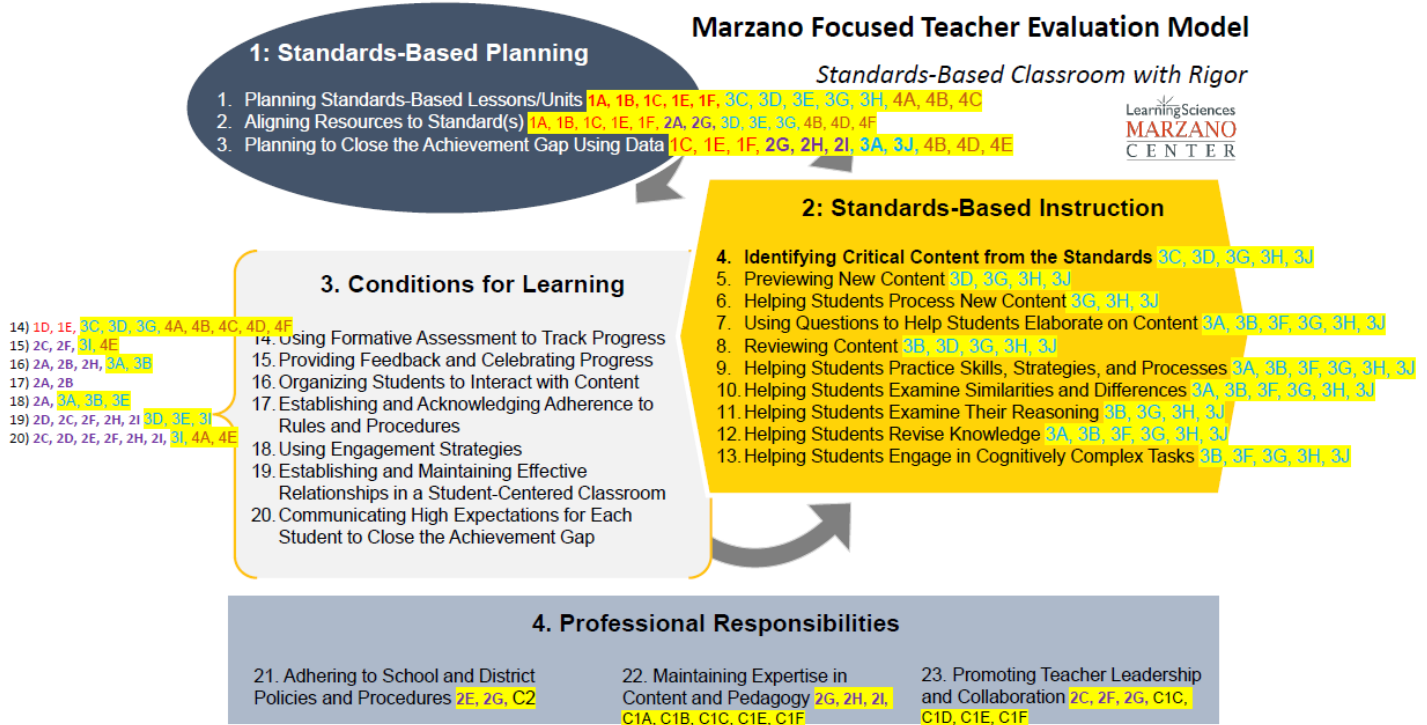 Marzano Focused Teacher Evaluation Model
Standards-Based Classroom with Rigor
LearningSciences
MARZANO
CENTER
1: Standards-Based Planning
1. Planning Standards-Based Lessons/Units 1A, 1B, 1C, 1E, 1F, 3C, 3D, 3E, 3G, 3H, 4A, 4B, 4C
2. Aligning Resources to Standard(s) 1A, 1B, 1C, 1E, 1F, 2A, 2G, 3D, 3E, 3G, 4B, 4D, 4F
3. Planning to Close the Achievement Gap Using Data 1C, 1E, 1F, 2G, 2H, 2I, 3A, 3J, 4B, 4D, 4E
2: Standards-Based Instruction
4. Identifying Critical Content from the Standards 3C, 3D, 3G, 3H, 3J
5. Previewing New Content 3D, 3G, 3H, 3J
6. Helping Students Process New Content 3G, 3H, 3J
7. Using Questions to Help Students Elaborate on Content 3A, 3B, 3F, 3G, 3H, 3J
8. Reviewing Content 3B, 3D, 3G, 3H, 3J
9. Helping Students Practice Skills, Strategies, and Processes 3A, 3B, 3F, 3G, 3H, 3J
10. Helping Students Examine Similarities and Differences 3A, 3B, 3F, 3G, 3H, 3J
11. Helping Students Examine Their Reasoning 3B, 3G, 3H, 3J
12. Helping Students Revise Knowledge 3A, 3B, 3F, 3G, 3H, 3J
13. Helping Students Engage in Cognitively Complex Tasks 3B, 3F, 3G, 3H, 3J
3. Conditions for Learning
14. Using Formative Assessment to Track Progress
15. Providing Feedback and Celebrating Progress
16. Organizing Students to Interact with Content
17. Establishing and Acknowledging Adherence to
Rules and Procedures
18. Using Engagement Strategies
19. Establishing and Maintaining Effective
Relationships in a Student-Centered Classroom
20. Communicating High Expectations for Each
Student to Close the Achievement Gap
14) 1D, 1E, 3C, 3D, 3G, 4A, 4B, 4C, 4D, 4F
15) 2C, 2F, 3I, 4E
16) 2A, 2B, 2H, 3A, 3B
17) 2A, 2B
18) 2A, 3A, 3B, 3E
19) 2D, 2C, 2F, 2H, 2I 3D, 3E, 3I
20) 2C, 2D, 2E, 2F, 2H, 2I, 3I, 4A, 4E
4. Professional Responsibilities
21. Adhering to School and District
Policies and Procedures 2E, 2G, C2
22. Maintaining Expertise in
Content and Pedagogy 2G, 2H, 2I,
C1A, C1B, C1C, C1E, C1F
23. Promoting Teacher Leadership
and Collaboration 2C, 2F, 2G, C1C,
C1D, C1E, C1F